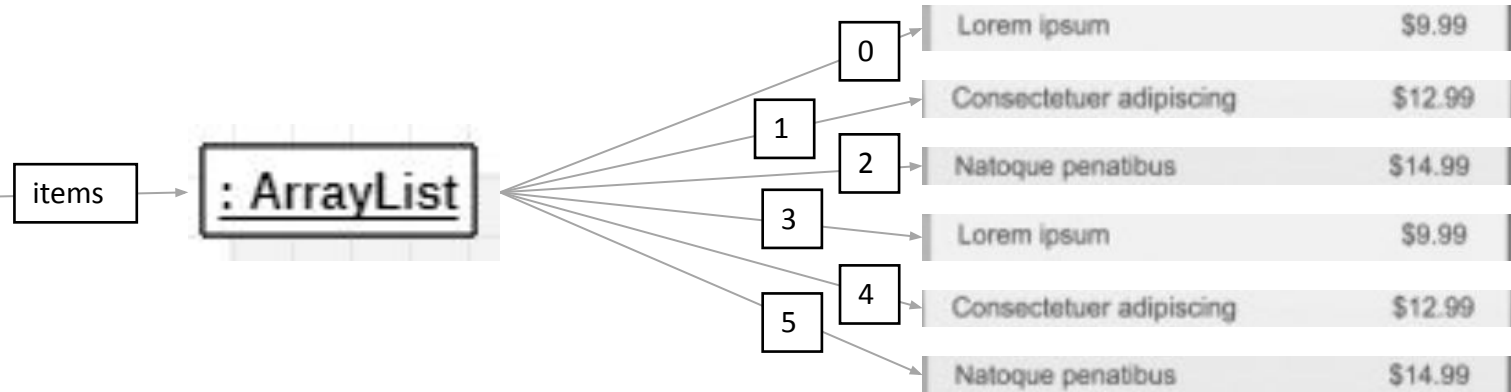 items
: ArrayList
0
Lorem ipsum $9.99
1
Consectetuer adipiscing $12.99
2
Natoque penatibus $14.99
3
Lorem ipsum $9.99
4
Consectetuer adipiscing $12.99
5
Natoque penatibus $14.99